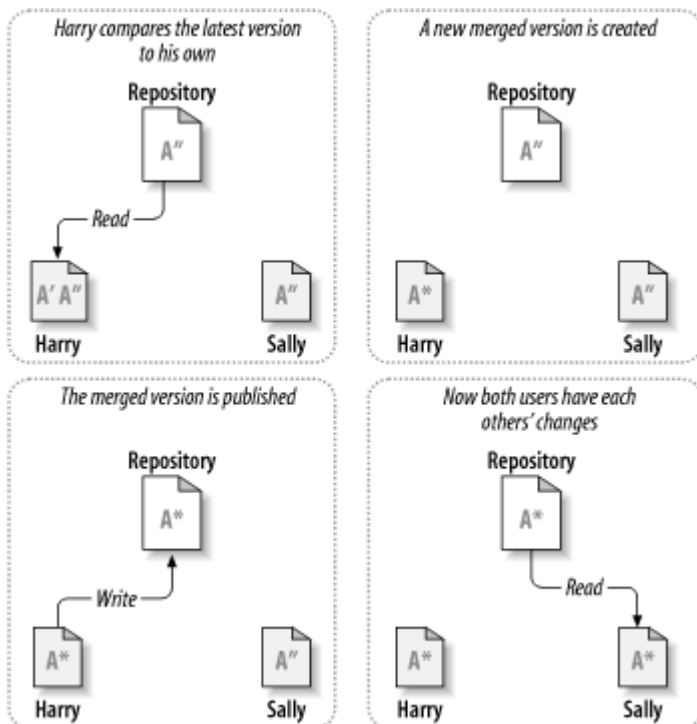 Harry compares the latest version
to his own
Repository
A″
Read
A′ A″
A″
Harry
Sally
A new merged version is created
Repository
A″
A*
A″
Harry
Sally
The merged version is published
Repository
A*
Write
A*
A″
Harry
Sally
Now both users have each
others’ changes
Repository
A*
Read
A*
A*
Harry
Sally